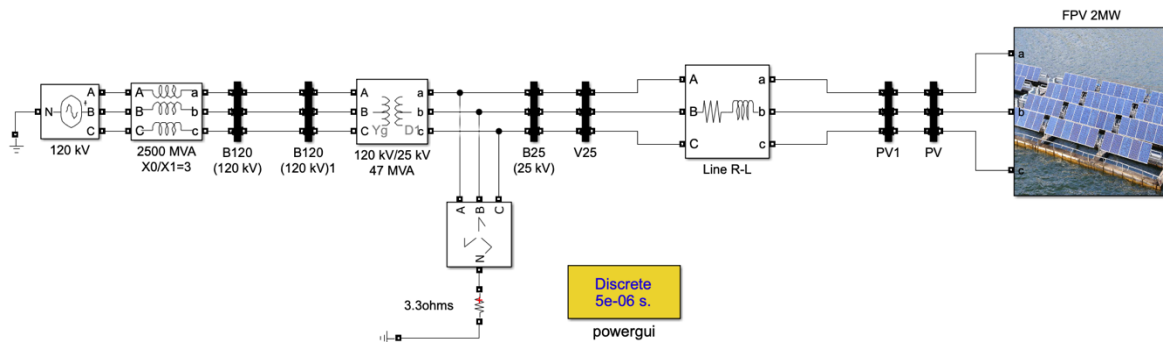 FPV 2MW
N
A
B
C
A
B
C
a
b
c
A
B
C
a
b
c
Yg
D1
A
B
C
a
b
c
a
b
c
120 kV
2500 MVA
X0/X1=3
B120
(120 kV)
B120
(120 kV)1
120 kV/25 kV
47 MVA
B25
(25 kV)
V25
Line R-L
PV1
PV
A
B
C
N
3.3ohms
Discrete
5e-06 s.
powergui